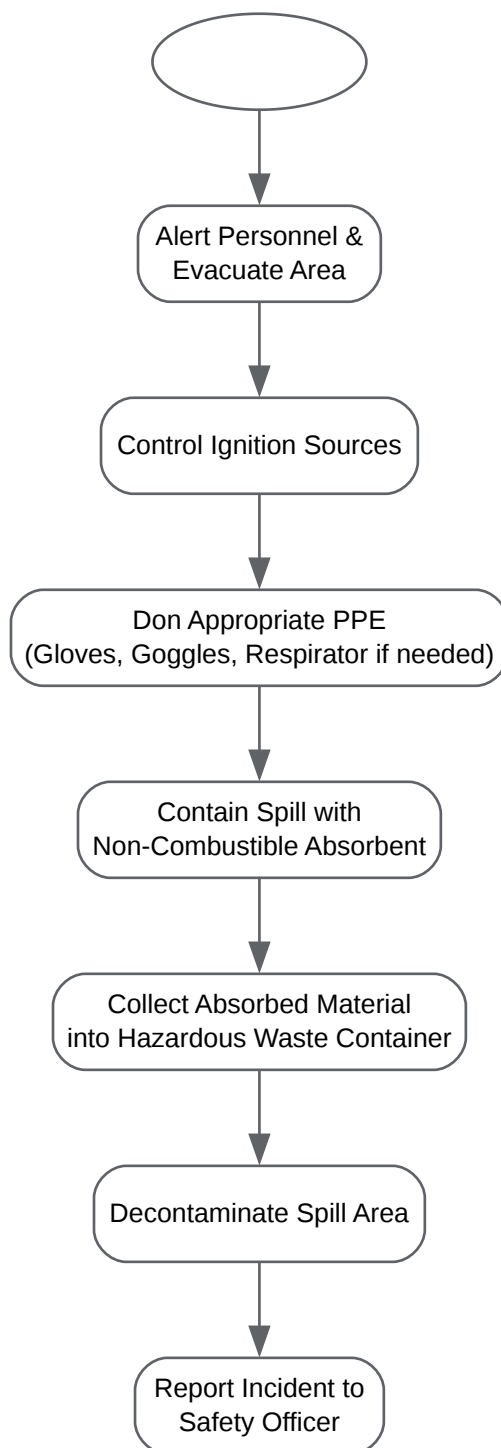 Alert Personnel &
Evacuate Area
Control Ignition Sources
Don Appropriate PPE
(Gloves, Goggles, Respirator if needed)
Contain Spill with
Non-Combustible Absorbent
Collect Absorbed Material
into Hazardous Waste Container
Decontaminate Spill Area
Report Incident to
Safety Officer